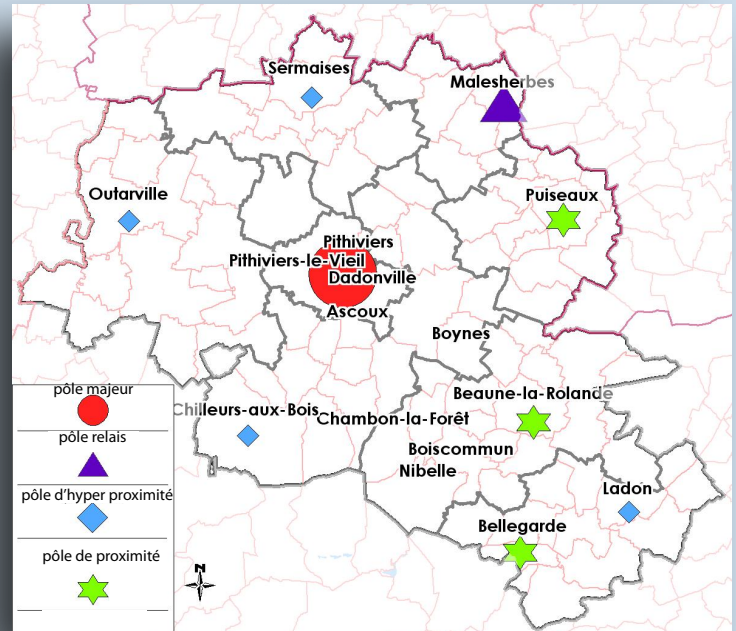 Sermaises
Malesherbes
Outarville
Puiseaux
Pithiviers
Pithiviers-le-Vieil
Dadonville
Ascoux
Boynes
Beaune-la-Rolande
Chilleurs-aux-Bois
Chambon-la-Forêt
Boiscommun
Nibelle
Ladon
Bellegarde
pôle majeur
pôle relais
pôle d'hyper proximité
pôle de proximité
N